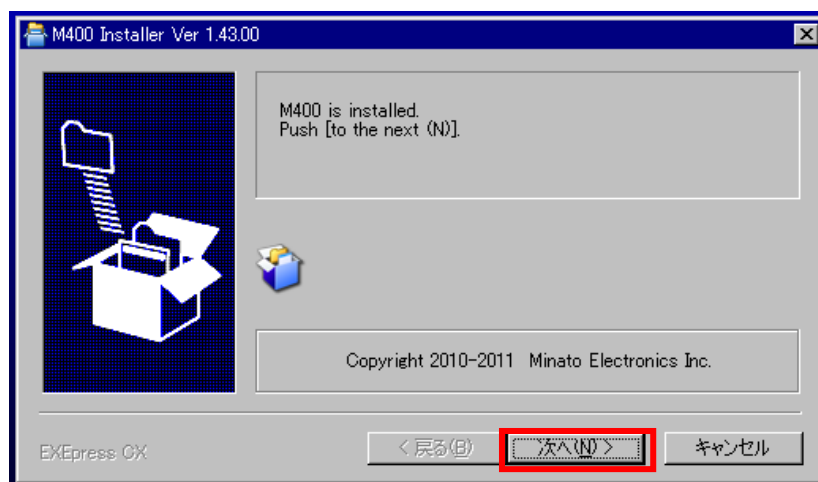 M400 Installer Ver 1.43.00
M400 is installed.
Push [to the next (N)].
Copyright 2010-2011 Minato Electronics Inc.
EXEpress CX
< 戻る(B)
次へ(N) >
キャンセル